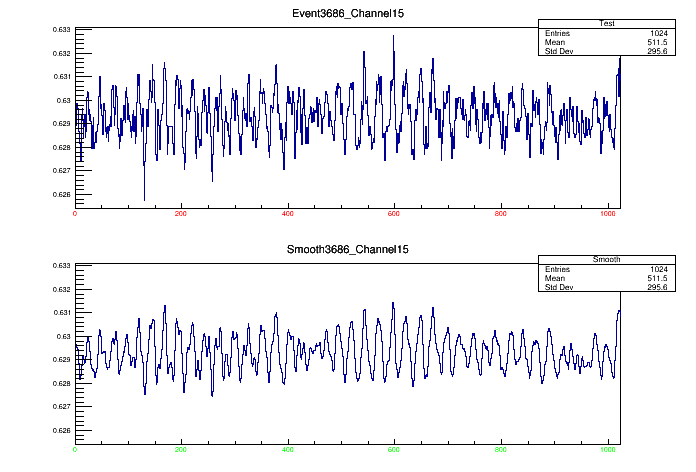 Event3686_Channel15
Test
Entries 1024
Mean 511.5
Std Dev 295.6
0.633
0.632
0.631
0.63
0.629
0.628
0.627
0.626
0 200 400 600 800 1000
Smooth3686_Channel15
Smooth
Entries 1024
Mean 511.5
Std Dev 295.6
0.633
0.632
0.631
0.63
0.629
0.628
0.627
0.626
0 200 400 600 800 1000